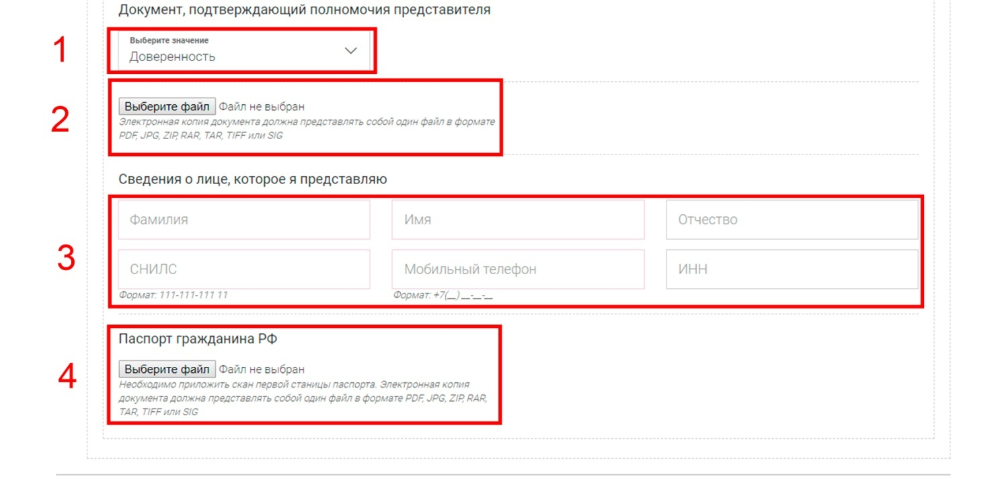 Документ, подтверждающий полномочия представителя
1
Выберите значение
Доверенность
2
Выберите файл Файл не выбран
Электронная копия документа должна представлять собой один файл в формате
PDF, JPG, ZIP, RAR, TAR, TIFF или SIG
Сведения о лице, которое я представляю
3
Фамилия Имя Отчество
СНИЛС Мобильный телефон ИНН
Формат: 111-111-111 11 Формат: +7(__) __-__-__
4
Паспорт гражданина РФ
Выберите файл Файл не выбран
Необходимо приложить скан первой станицы паспорта. Электронная копия
документа должна представлять собой один файл в формате PDF, JPG, ZIP, RAR,
TAR, TIFF или SIG